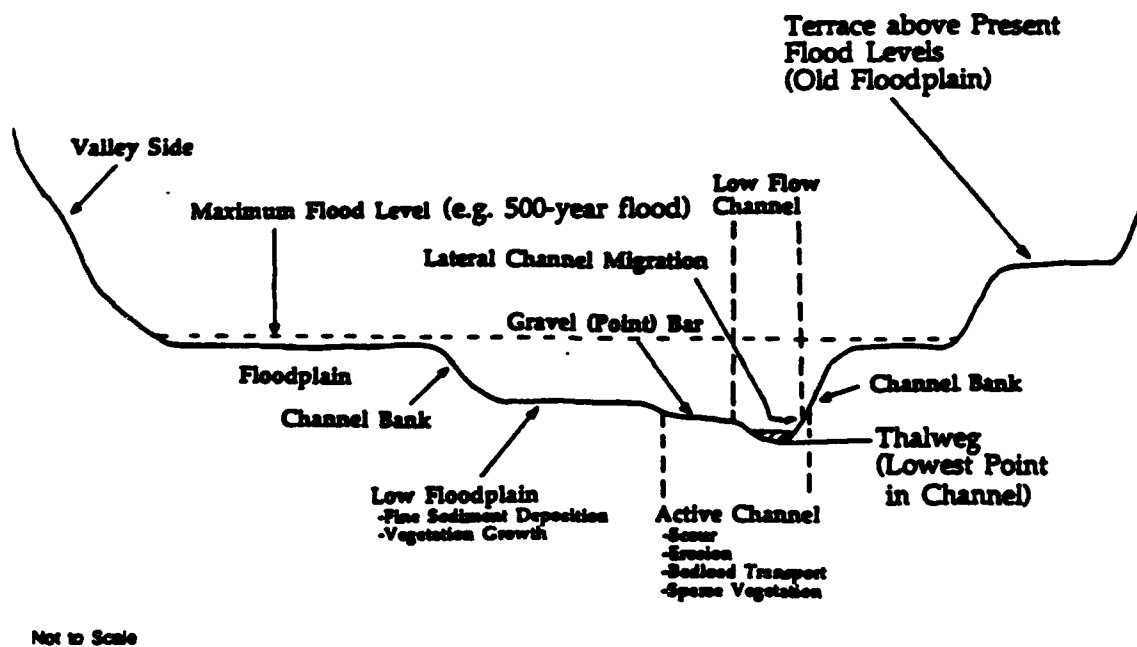 Terrace above Present
Flood Levels
(Old Floodplain)
Valley Side
Low Flow
Channel
Maximum Flood Level (e.g. 500-year flood)
Lateral Channel Migration
Gravel (Point) Bar
Floodplain
Channel Bank
Channel Bank
Thalweg
(Lowest Point
in Channel)
Low Floodplain
-Fine Sediment Deposition
-Vegetation Growth
Active Channel
-Scour
-Erosion
-Bedload Transport
-Sparse Vegetation
Not to Scale